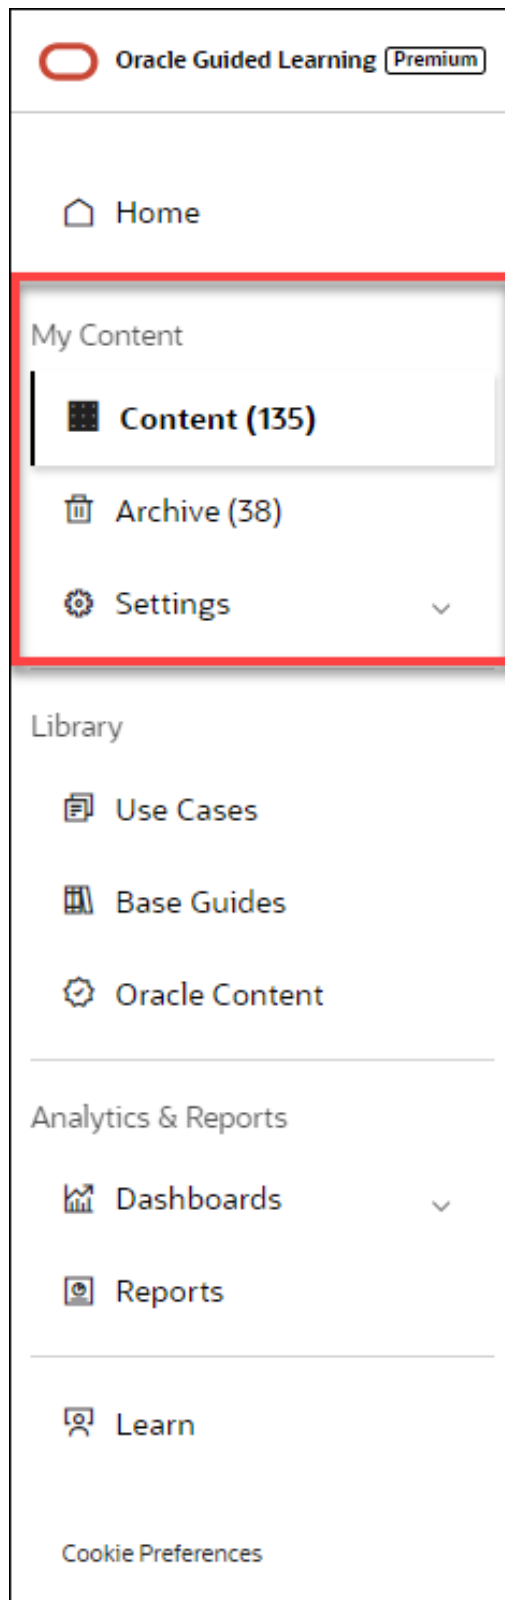 Oracle Guided Learning Premium
Home
My Content
Content (135)
Archive (38)
Settings
Library
Use Cases
Base Guides
Oracle Content
Analytics & Reports
Dashboards
Reports
Learn
Cookie Preferences